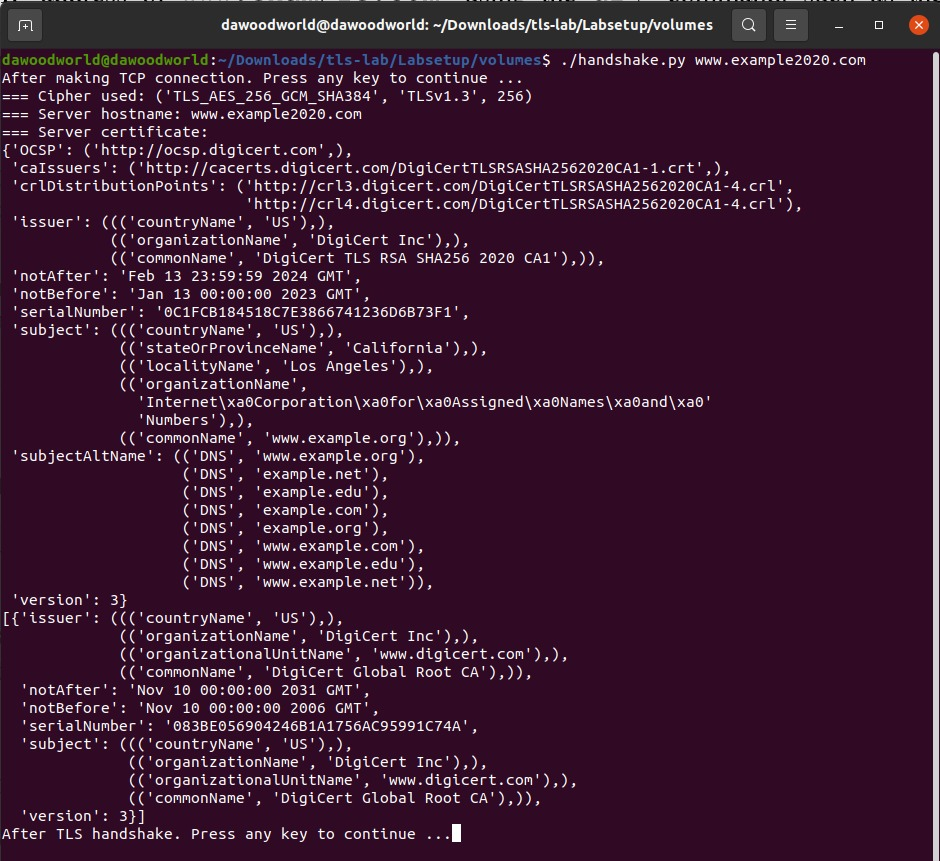 dawoodworld@dawoodworld: ~/Downloads/tls-lab/Labsetup/volumes
dawoodworld@dawoodworld:~/Downloads/tls-lab/Labsetup/volumes$ ./handshake.py www.example2020.com
After making TCP connection. Press any key to continue ...
=== Cipher used: ('TLS_AES_256_GCM_SHA384', 'TLSv1.3', 256)
=== Server hostname: www.example2020.com
=== Server certificate:
{'OCSP': ('http://ocsp.digicert.com',),
 'caIssuers': ('http://cacerts.digicert.com/DigiCertTLSRSASHA2562020CA1-1.crt',),
 'crlDistributionPoints': ('http://crl3.digicert.com/DigiCertTLSRSASHA2562020CA1-4.crl',
                           'http://crl4.digicert.com/DigiCertTLSRSASHA2562020CA1-4.crl'),
 'issuer': ((('countryName', 'US'),),
            (('organizationName', 'DigiCert Inc'),),
            (('commonName', 'DigiCert TLS RSA SHA256 2020 CA1'),)),
 'notAfter': 'Feb 13 23:59:59 2024 GMT',
 'notBefore': 'Jan 13 00:00:00 2023 GMT',
 'serialNumber': '0C1FCB184518C7E3866741236D6B73F1',
 'subject': ((('countryName', 'US'),),
             (('stateOrProvinceName', 'California'),),
             (('localityName', 'Los Angeles'),),
             (('organizationName',
               'Internet\xa0Corporation\xa0for\xa0Assigned\xa0Names\xa0and\xa0'
               'Numbers'),),
             (('commonName', 'www.example.org'),)),
 'subjectAltName': (('DNS', 'www.example.org'),
                    ('DNS', 'example.net'),
                    ('DNS', 'example.edu'),
                    ('DNS', 'example.com'),
                    ('DNS', 'example.org'),
                    ('DNS', 'www.example.com'),
                    ('DNS', 'www.example.edu'),
                    ('DNS', 'www.example.net')),
 'version': 3}
[{'issuer': ((('countryName', 'US'),),
             (('organizationName', 'DigiCert Inc'),),
             (('organizationalUnitName', 'www.digicert.com'),),
             (('commonName', 'DigiCert Global Root CA'),)),
  'notAfter': 'Nov 10 00:00:00 2031 GMT',
  'notBefore': 'Nov 10 00:00:00 2006 GMT',
  'serialNumber': '083BE056904246B1A1756AC95991C74A',
  'subject': ((('countryName', 'US'),),
              (('organizationName', 'DigiCert Inc'),),
              (('organizationalUnitName', 'www.digicert.com'),),
              (('commonName', 'DigiCert Global Root CA'),)),
  'version': 3}]
After TLS handshake. Press any key to continue ...